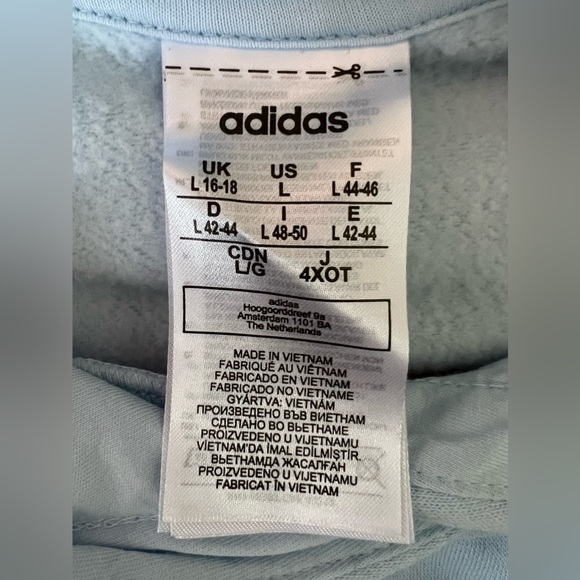 adidas
UK US F
L 16-18 L L 44-46
D I E
L 42-44 L 48-50 L 42-44
CDN J
L/G 4XOT
adidas
Hoogoorddreef 9a
Amsterdam 1101 BA
The Netherlands
MADE IN VIETNAM
FABRIQUÉ AU VIÊTNAM
FABRICADO EN VIETNAM
FABRICADO NO VIETNAME
GYÁRTVA: VIETNÁM
ПРОИЗВЕДЕНО ВЪВ ВИЕТНАМ
СДЕЛАНО ВО ВЬЕТНАМЕ
PROIZVEDENO U VIJETNAMU
VIETNAM'DA İMAL EDİLMİŞTİR.
ВЬЕТНАМДА ЖАСАЛҒАН
PROIZVEDENO U VIJETNAMU
FABRICAT ÎN VIETNAM